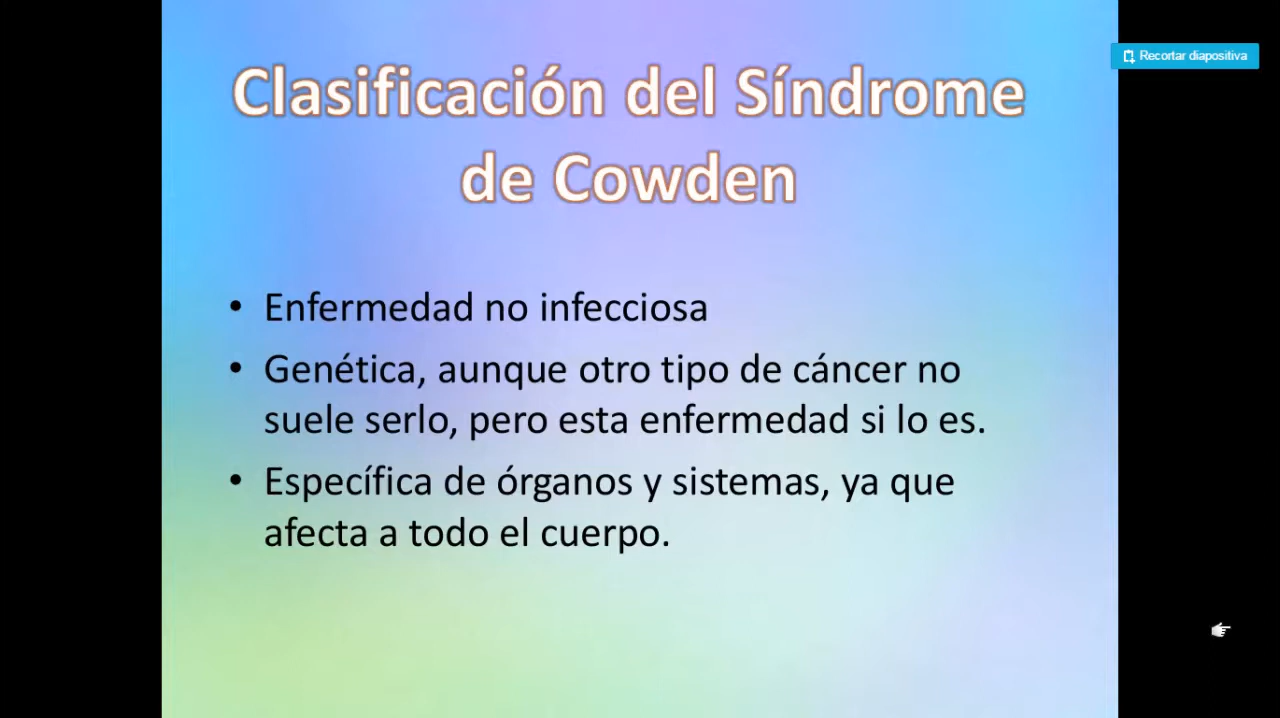 Recortar diapositiva
Clasificación del Síndrome
de Cowden
• Enfermedad no infecciosa
• Genética, aunque otro tipo de cáncer no
suele serlo, pero esta enfermedad si lo es.
• Específica de órganos y sistemas, ya que
afecta a todo el cuerpo.